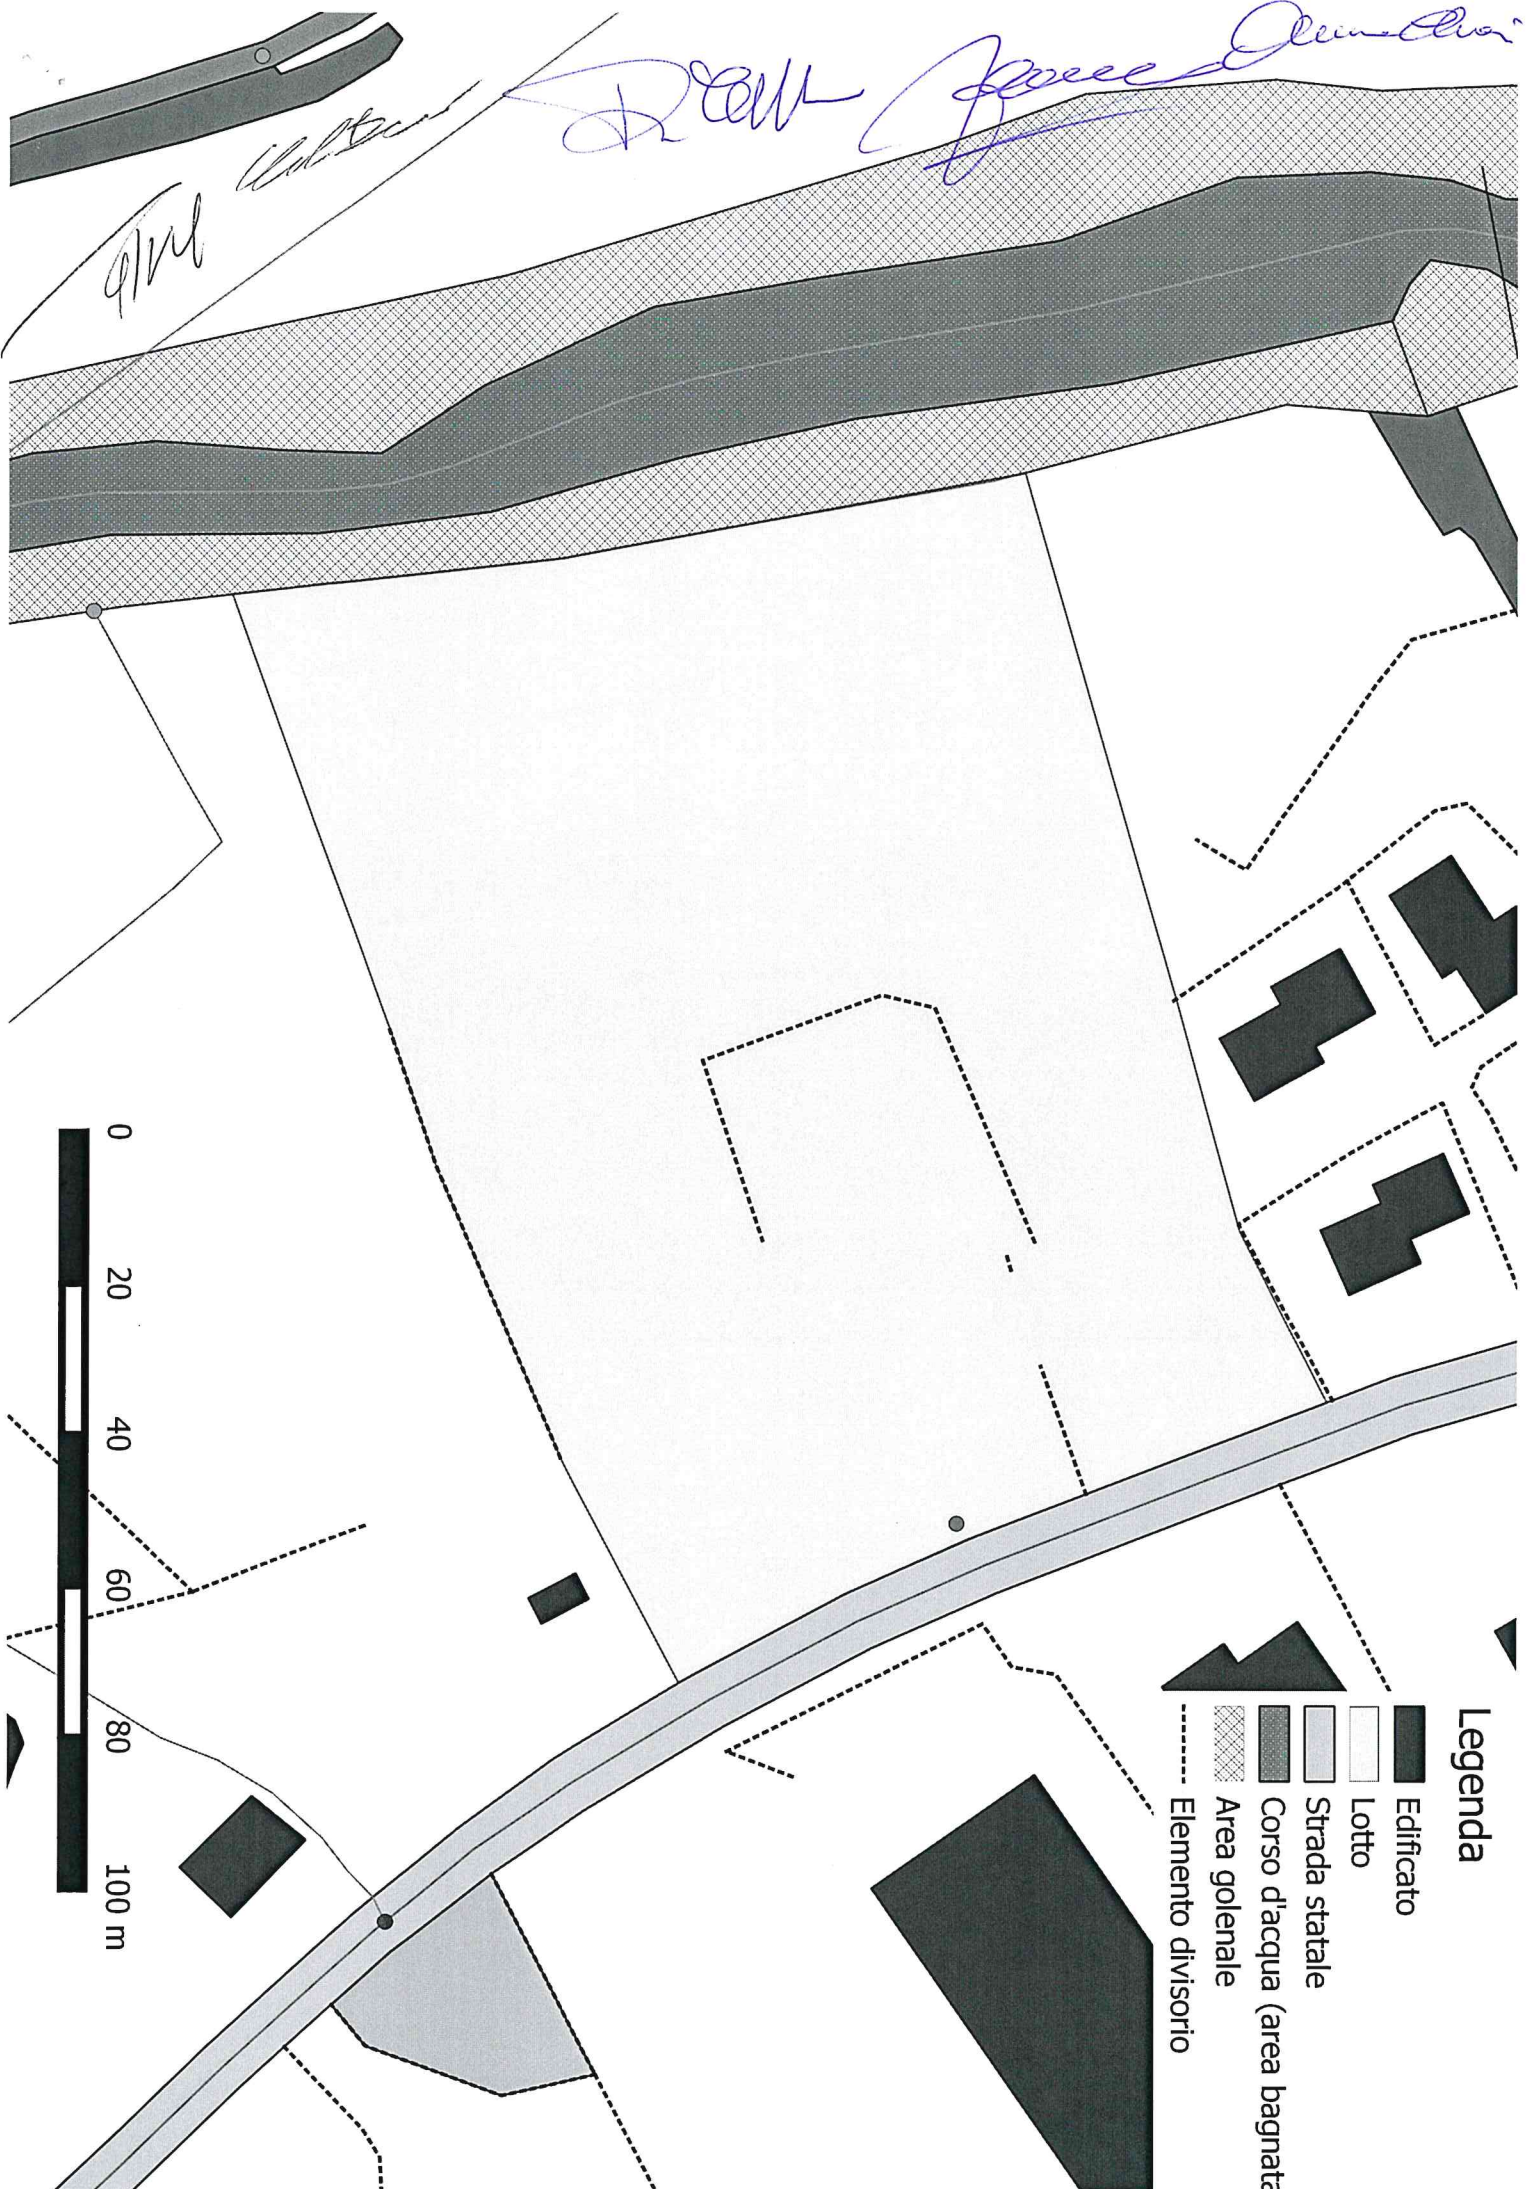 Legenda
Edificato
Lotto
Strada statale
Corso d'acqua (area bagnata
Area golenale
Elemento divisorio
0 20 40 60 80 100 m